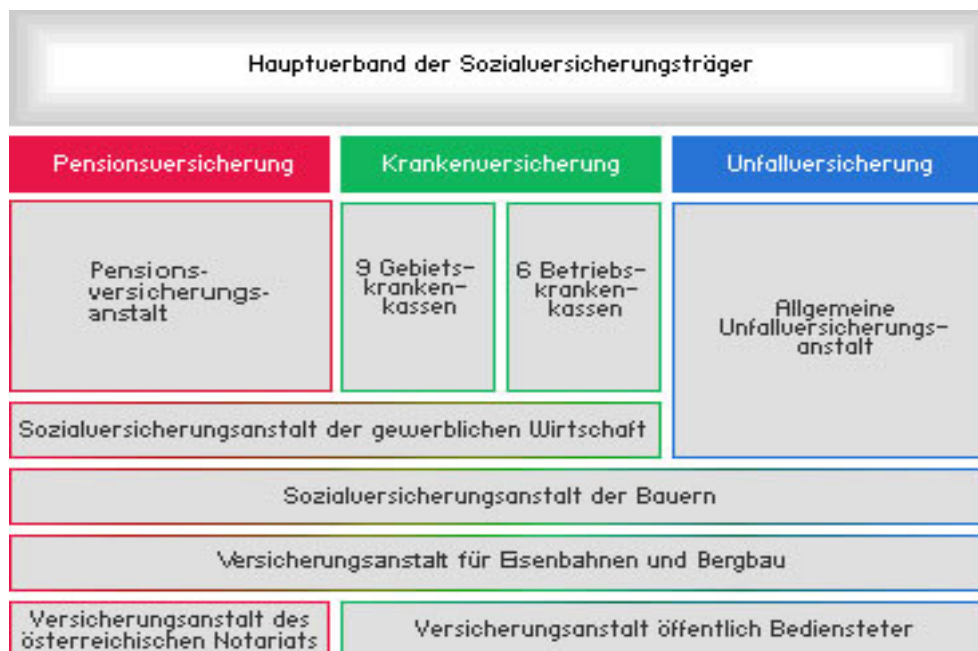 Hauptverband der Sozialversicherungsträger
Pensionsversicherung
Krankenversicherung
Unfallversicherung
Pensions-
versicherungs-
anstalt
9 Gebiets-
kranken-
kassen
6 Betriebs-
kranken-
kassen
Allgemeine
Unfallversicherungs-
anstalt
Sozialversicherungsanstalt der gewerblichen Wirtschaft
Sozialversicherungsanstalt der Bauern
Versicherungsanstalt für Eisenbahnen und Bergbau
Versicherungsanstalt des
österreichischen Notariats
Versicherungsanstalt öffentlich Bediensteter